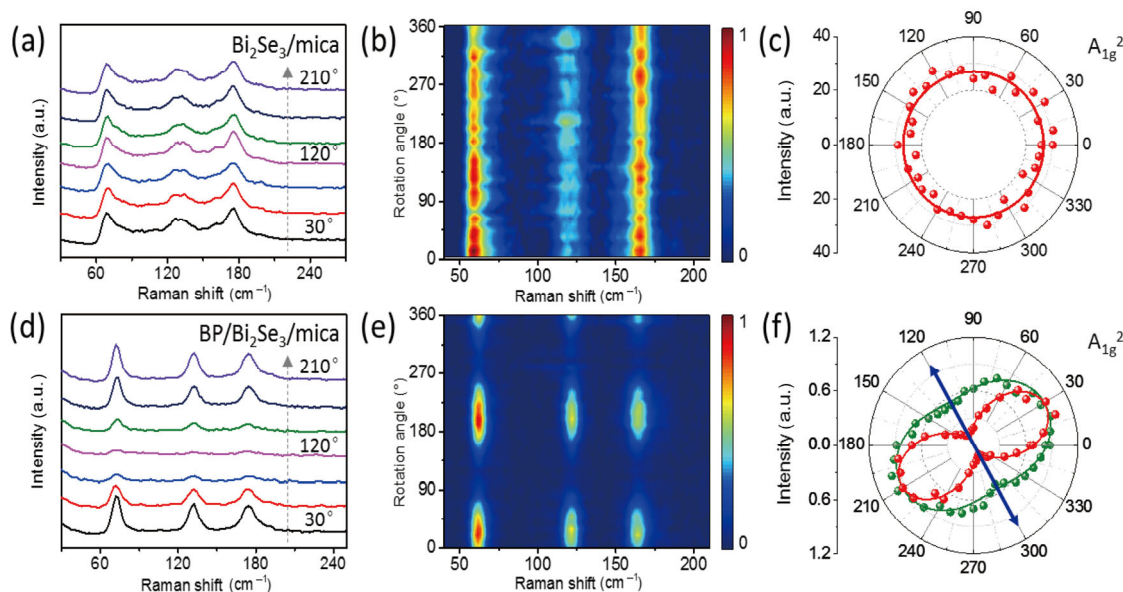 (a)
Bi₂Se₃/mica
210°
120°
30°
Intensity (a.u.)
60 120 180 240
Raman shift (cm⁻¹)
(b)
360
270
180
90
0
Rotation angle (°)
50 100 150 200
Raman shift (cm⁻¹)
1
0
(c)
A₁g²
40
20
0
20
40
Intensity (a.u.)
90
120 60
150 30
180 0
210 330
240 300
270
(d)
BP/Bi₂Se₃/mica
210°
120°
30°
Intensity (a.u.)
60 120 180 240
Raman shift (cm⁻¹)
(e)
360
270
180
90
0
Rotation angle (°)
50 100 150 200
Raman shift (cm⁻¹)
1
0
(f)
A₁g²
1.2
0.6
0.0
0.6
1.2
Intensity (a.u.)
90
120 60
150 30
180 0
210 330
240 300
270